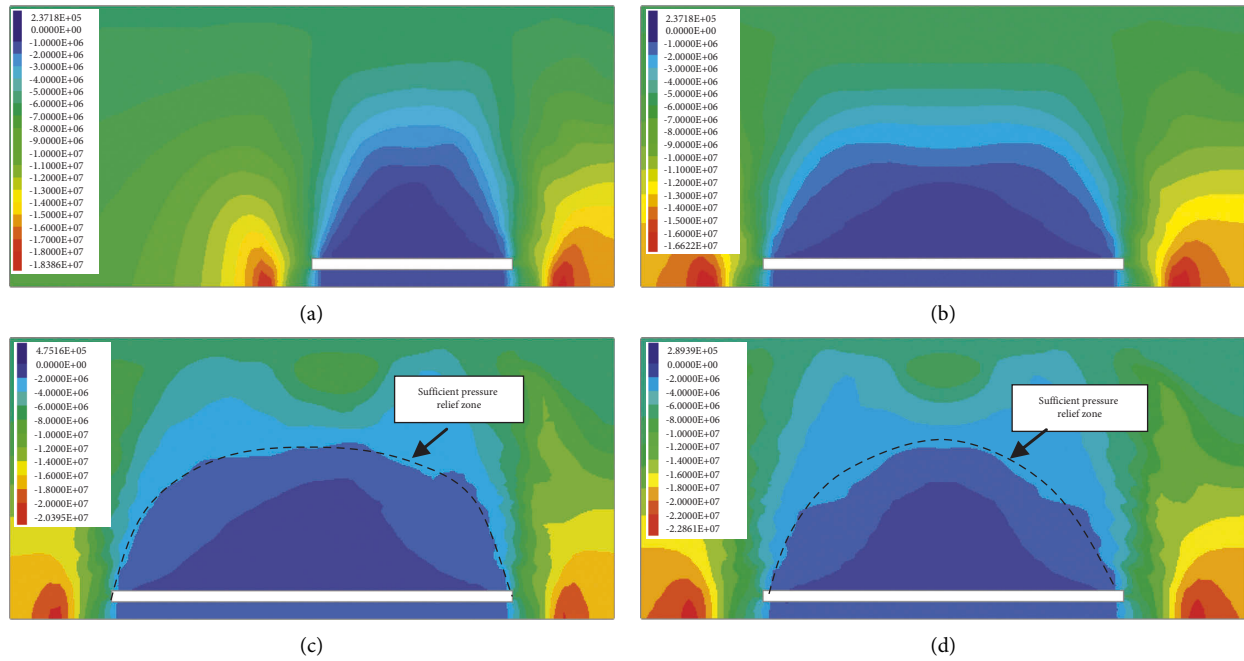 2.3718E+05
0.0000E+00
-1.0000E+06
-2.0000E+06
-3.0000E+06
-4.0000E+06
-5.0000E+06
-6.0000E+06
-7.0000E+06
-8.0000E+06
-9.0000E+06
-1.0000E+07
-1.1000E+07
-1.2000E+07
-1.3000E+07
-1.4000E+07
-1.5000E+07
-1.6000E+07
-1.7000E+07
-1.8000E+07
-1.8386E+07
(a)
2.3718E+05
0.0000E+00
-1.0000E+06
-2.0000E+06
-3.0000E+06
-4.0000E+06
-5.0000E+06
-6.0000E+06
-7.0000E+06
-8.0000E+06
-9.0000E+06
-1.0000E+07
-1.1000E+07
-1.2000E+07
-1.3000E+07
-1.4000E+07
-1.5000E+07
-1.6000E+07
-1.6622E+07
(b)
4.7516E+05
0.0000E+00
-2.0000E+06
-4.0000E+06
-6.0000E+06
-8.0000E+06
-1.0000E+07
-1.2000E+07
-1.4000E+07
-1.6000E+07
-1.8000E+07
-2.0000E+07
-2.0395E+07
Sufficient pressure
relief zone
(c)
2.8939E+05
0.0000E+00
-2.0000E+06
-4.0000E+06
-6.0000E+06
-8.0000E+06
-1.0000E+07
-1.2000E+07
-1.4000E+07
-1.6000E+07
-1.8000E+07
-2.0000E+07
-2.2000E+07
-2.2861E+07
Sufficient pressure
relief zone
(d)